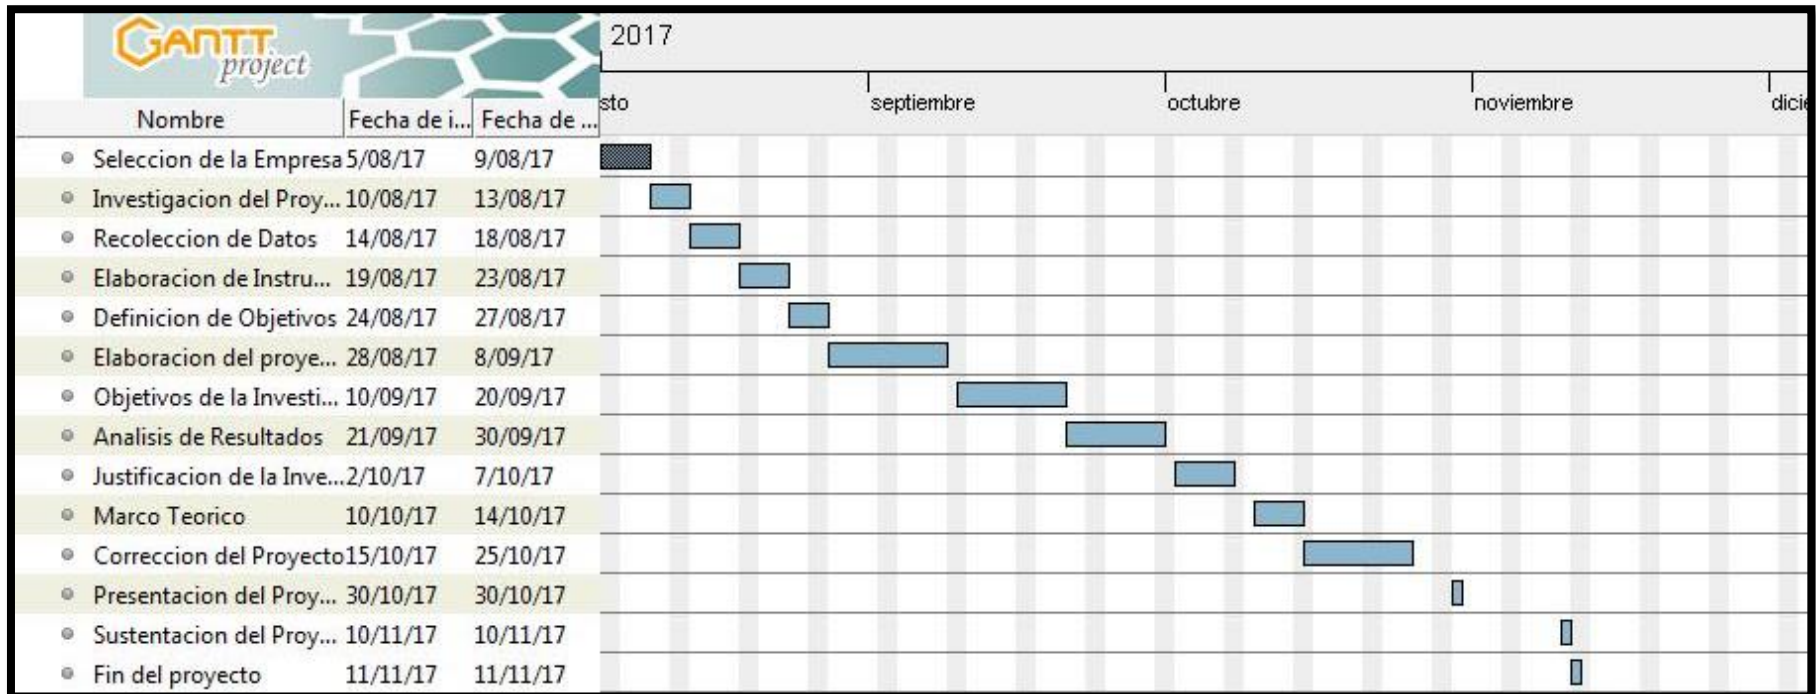 GANTT
project
2017
sto septiembre octubre noviembre dicie
Nombre Fecha de i... Fecha de ...
Seleccion de la Empresa 5/08/17 9/08/17
Investigacion del Proy... 10/08/17 13/08/17
Recoleccion de Datos 14/08/17 18/08/17
Elaboracion de Instru... 19/08/17 23/08/17
Definicion de Objetivos 24/08/17 27/08/17
Elaboracion del proye... 28/08/17 8/09/17
Objetivos de la Investi... 10/09/17 20/09/17
Analisis de Resultados 21/09/17 30/09/17
Justificacion de la Inve... 2/10/17 7/10/17
Marco Teorico 10/10/17 14/10/17
Correccion del Proyecto 15/10/17 25/10/17
Presentacion del Proy... 30/10/17 30/10/17
Sustentacion del Proy... 10/11/17 10/11/17
Fin del proyecto 11/11/17 11/11/17